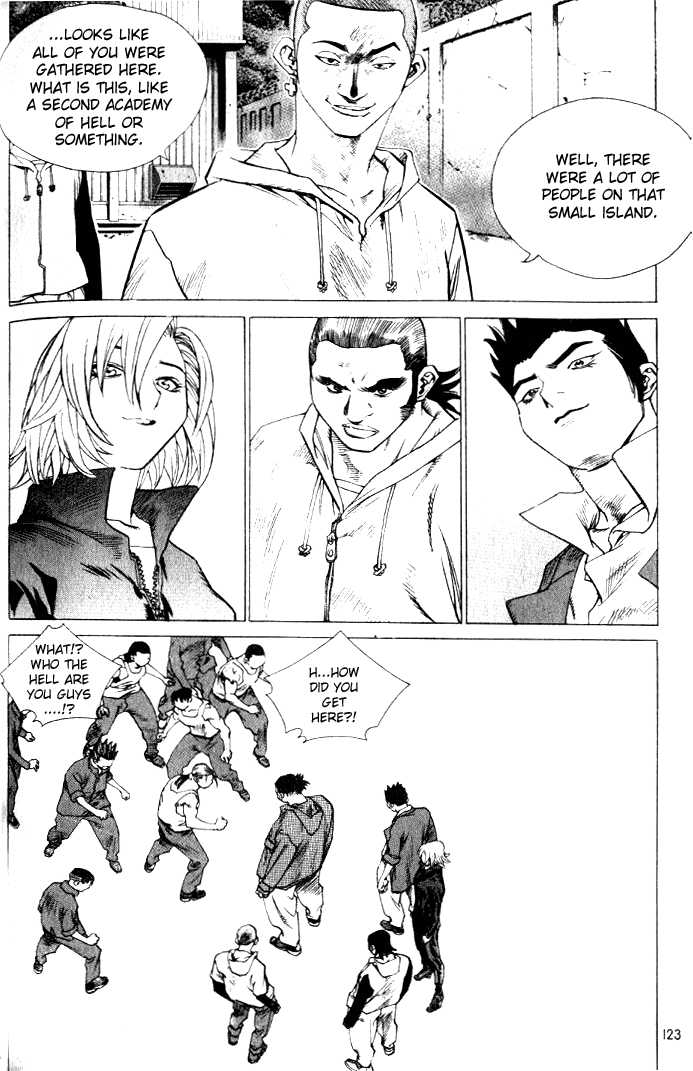 ...LOOKS LIKE
ALL OF YOU WERE
GATHERED HERE.
WHAT IS THIS, LIKE
A SECOND ACADEMY
OF HELL OR
SOMETHING.
WELL, THERE
WERE A LOT OF
PEOPLE ON THAT
SMALL ISLAND.
WHAT!?
WHO THE
HELL ARE
YOU GUYS
....!?
H...HOW
DID YOU
GET
HERE?!
123